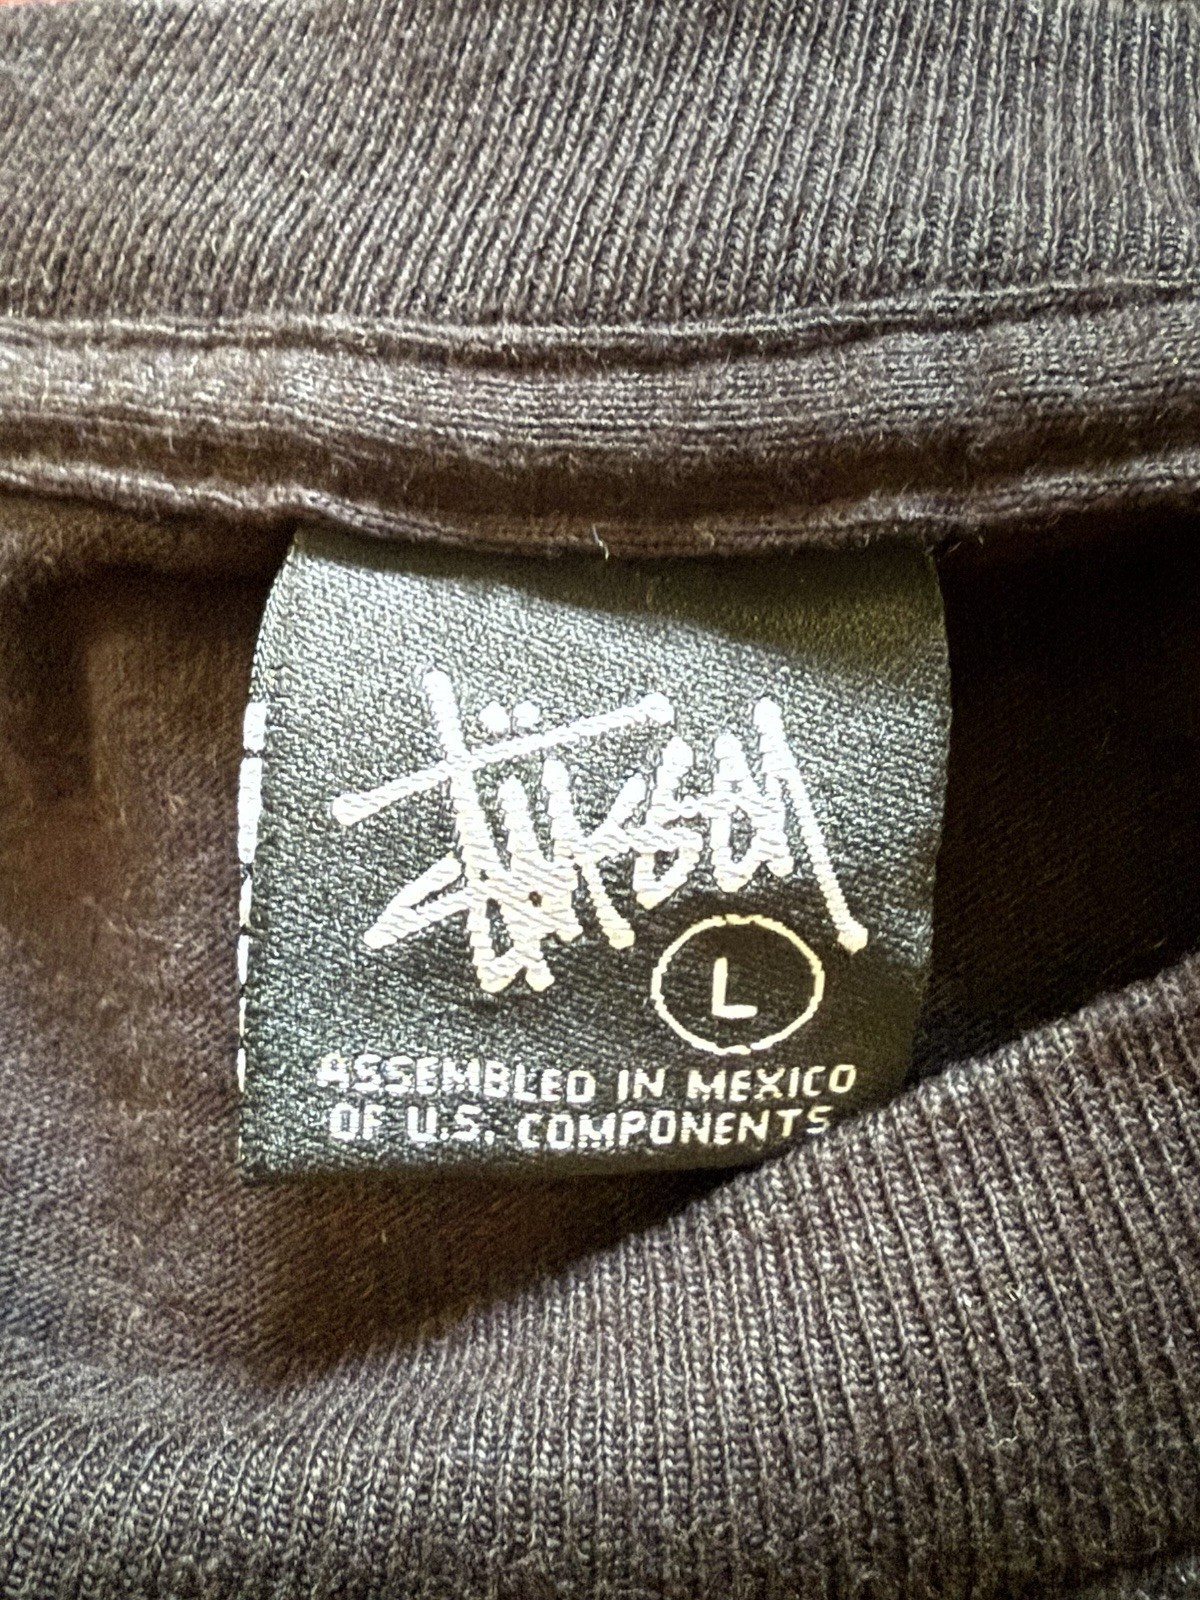 Stüssy
L
ASSEMBLED IN MEXICO
OF U.S. COMPONENTS